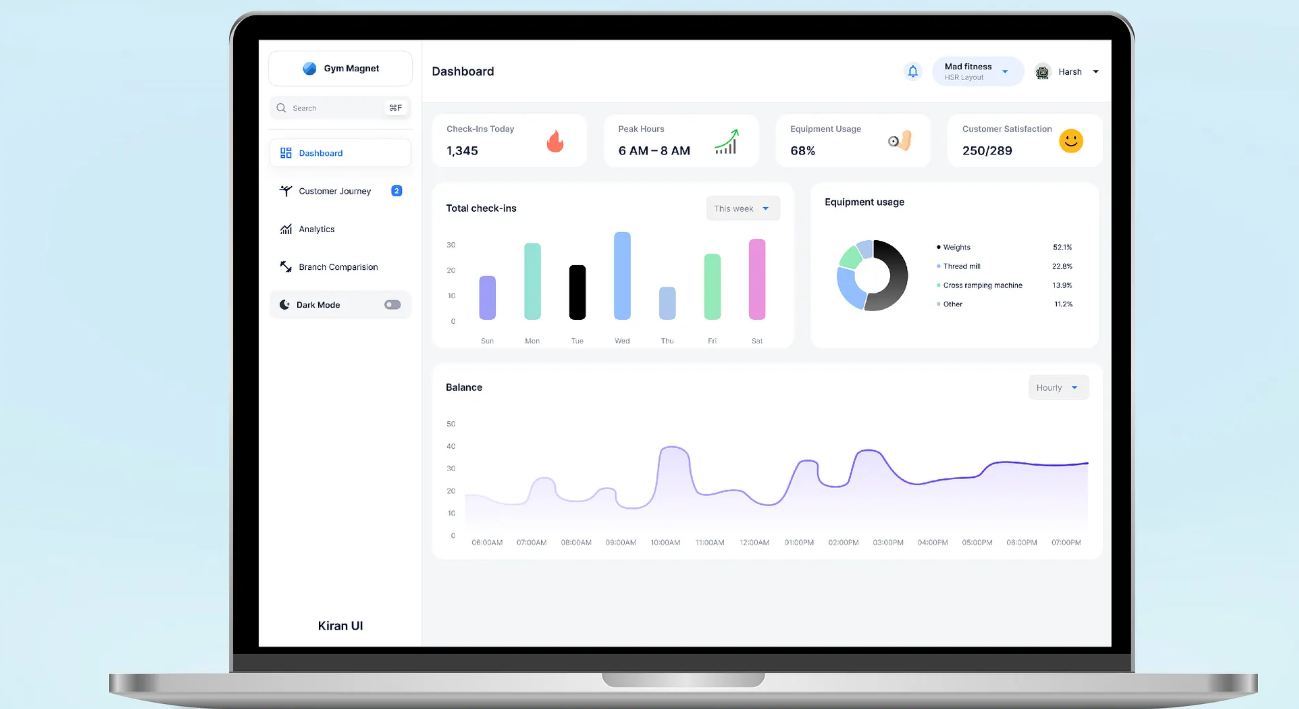 Gym Magnet
Search ⌘F
Dashboard
Customer Journey 2
Analytics
Branch Comparision
Dark Mode
Kiran UI
Dashboard
Mad fitness
HSR Layout
Harsh
Check-Ins Today
1,345
Peak Hours
6 AM – 8 AM
Equipment Usage
68%
Customer Satisfaction
250/289
Total check-ins
This week
30
20
10
0
Sun Mon Tue Wed Thu Fri Sat
Equipment usage
Weights 52.1%
Thread mill 22.8%
Cross ramping machine 13.9%
Other 11.2%
Balance
Hourly
50
40
30
20
10
0
06:00AM 07:00AM 08:00AM 09:00AM 10:00AM 11:00AM 12:00AM 01:00PM 02:00PM 03:00PM 04:00PM 05:00PM 06:00PM 07:00PM